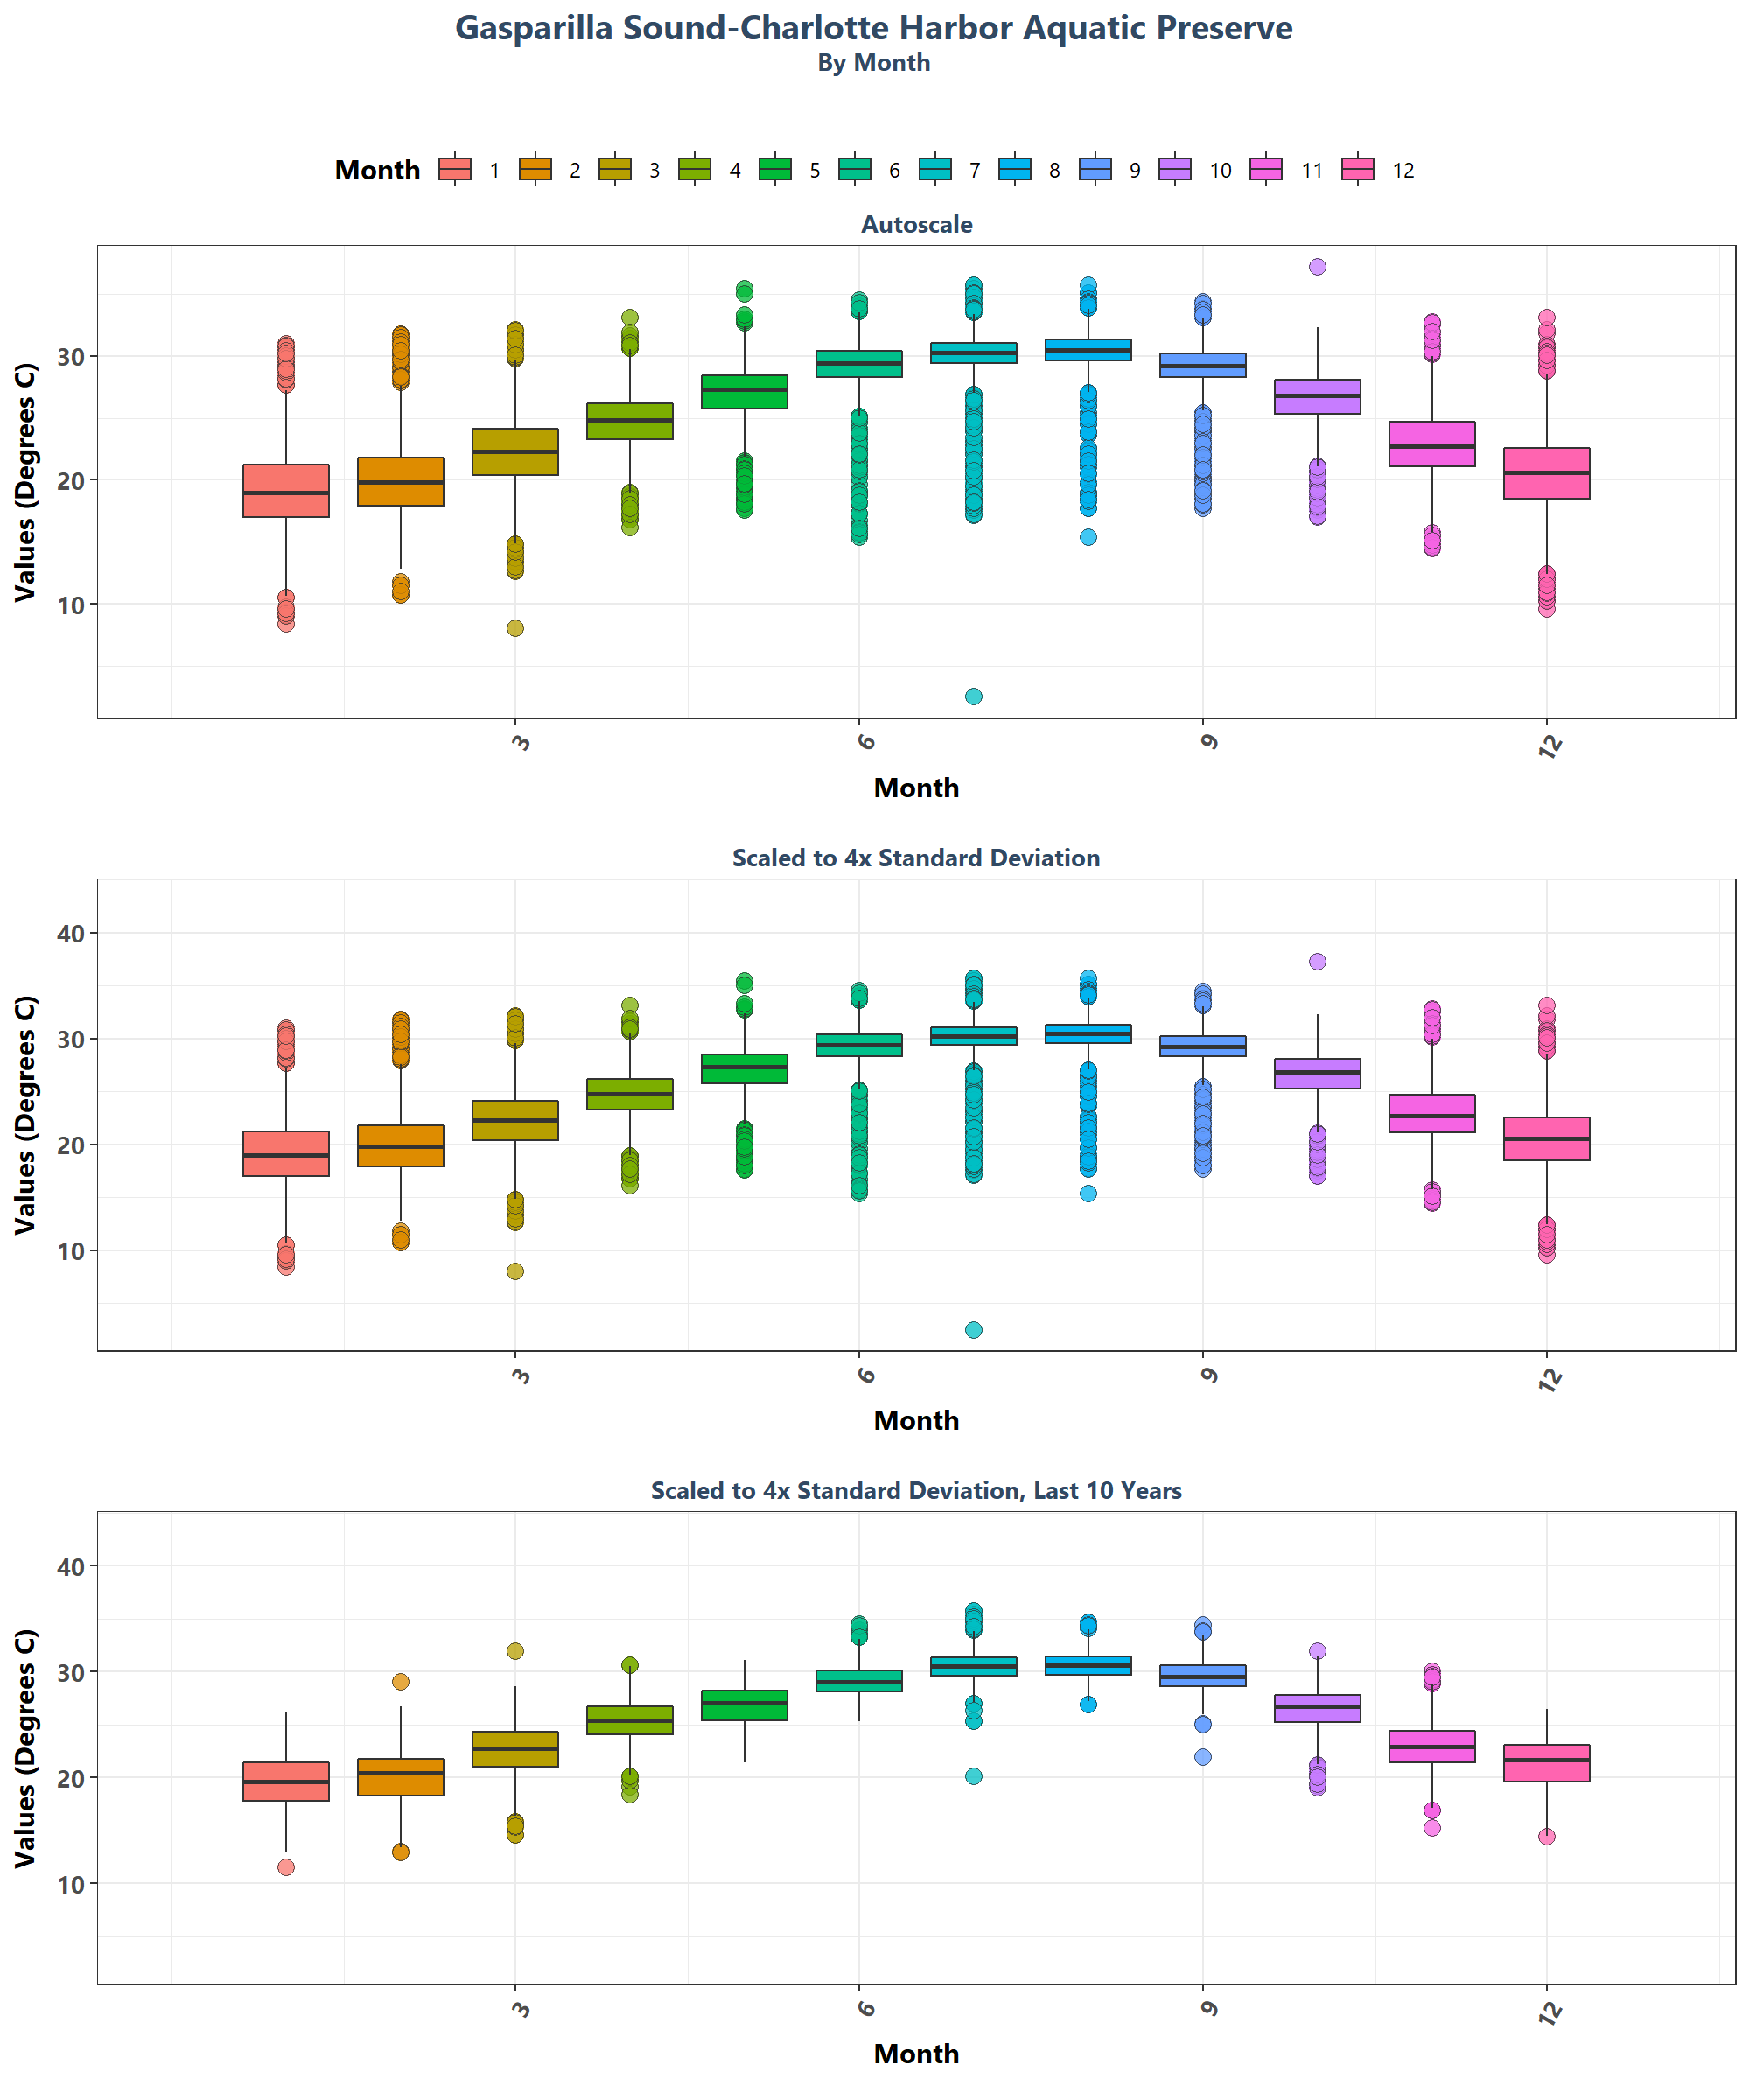 Gasparilla Sound-Charlotte Harbor Aquatic Preserve
By Month
Month 1 2 3 4 5 6 7 8 9 10 11 12
Autoscale
Values (Degrees C)
30
20
10
3 6 9 12
Month
Scaled to 4x Standard Deviation
Values (Degrees C)
40
30
20
10
3 6 9 12
Month
Scaled to 4x Standard Deviation, Last 10 Years
Values (Degrees C)
40
30
20
10
3 6 9 12
Month